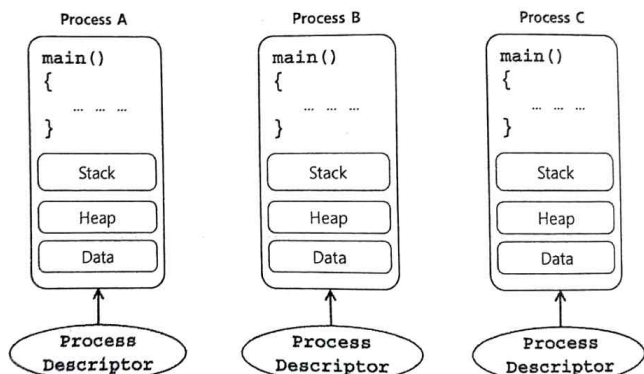 Process A
main()
{
... ... ...
}
Stack
Heap
Data
Process
Descriptor
Process B
main()
{
... ... ...
}
Stack
Heap
Data
Process
Descriptor
Process C
main()
{
... ... ...
}
Stack
Heap
Data
Process
Descriptor